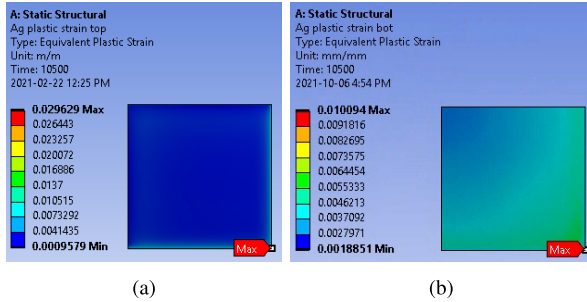 A: Static Structural
Ag plastic strain top
Type: Equivalent Plastic Strain
Unit: m/m
Time: 10500
2021-02-22 12:25 PM
0.029629 Max
0.026443
0.023257
0.020072
0.016886
0.0137
0.010515
0.0073292
0.0041435
0.0009579 Min
Max
(a)
A: Static Structural
Ag plastic strain bot
Type: Equivalent Plastic Strain
Unit: mm/mm
Time: 10500
2021-10-06 4:54 PM
0.010094 Max
0.0091816
0.0082695
0.0073575
0.0064454
0.0055333
0.0046213
0.0037092
0.0027971
0.0018851 Min
Max
(b)